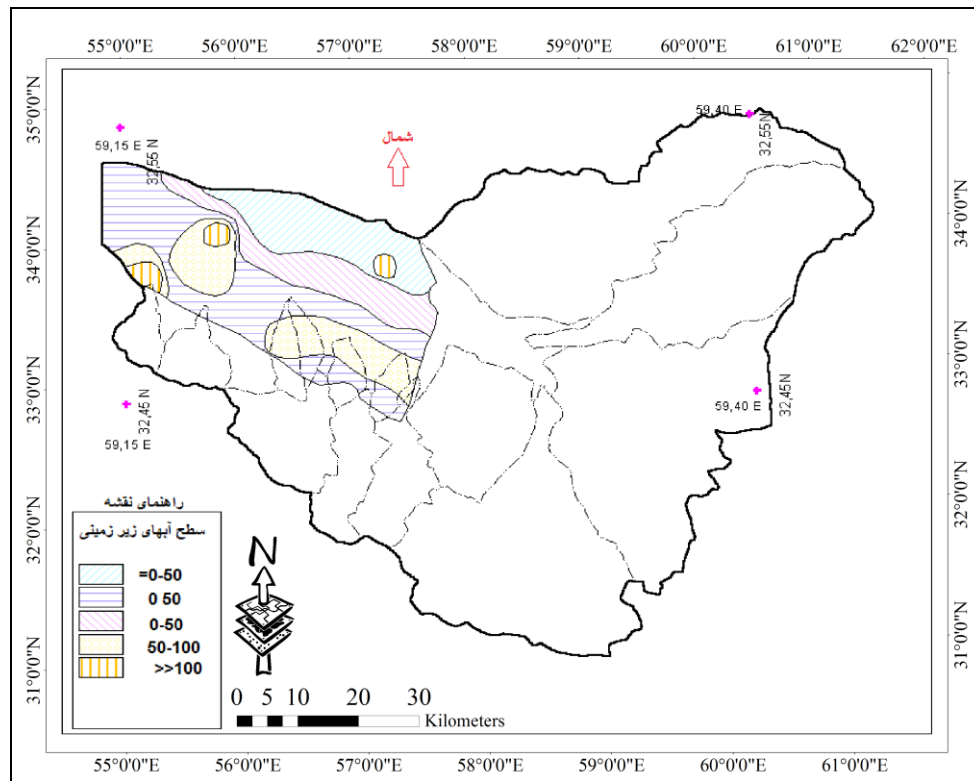 55°0'0"E 56°0'0"E 57°0'0"E 58°0'0"E 59°0'0"E 60°0'0"E 61°0'0"E 62°0'0"E
35°0'0"N
34°0'0"N
33°0'0"N
32°0'0"N
31°0'0"N
59,15 E
32,55 N
شمال
59,40 E
32,55 N
59,15 E
32,45 N
59,40 E
32,45 N
34°0'0"N
33°0'0"N
32°0'0"N
31°0'0"N
راهنمای نقشه
سطح آبهای زیر زمینی
=0-50
0 50
0-50
50-100
>>100
N
0 5 10 20 30
Kilometers
55°0'0"E 56°0'0"E 57°0'0"E 58°0'0"E 59°0'0"E 60°0'0"E 61°0'0"E